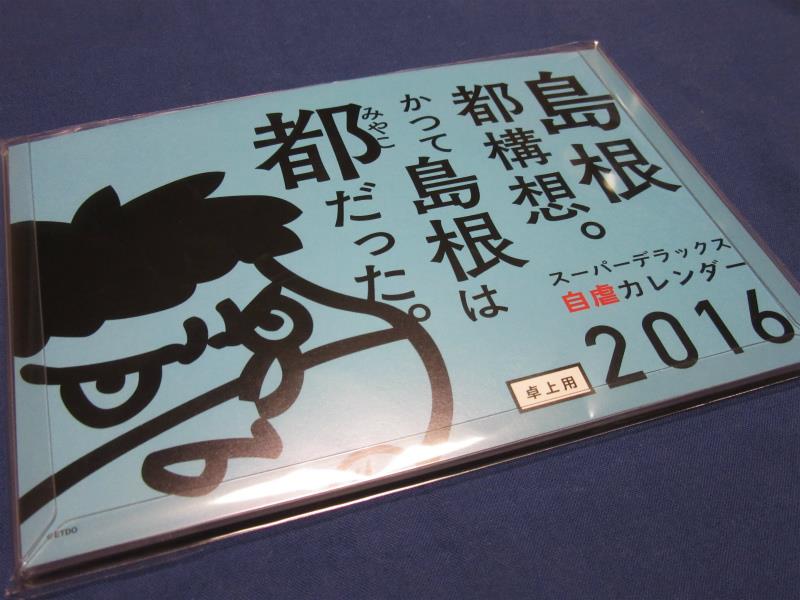 島根
都構想。
かつて島根は
都だった。
みやこ
スーパーデラックス
自虐カレンダー
2016
卓上用
©ETDO